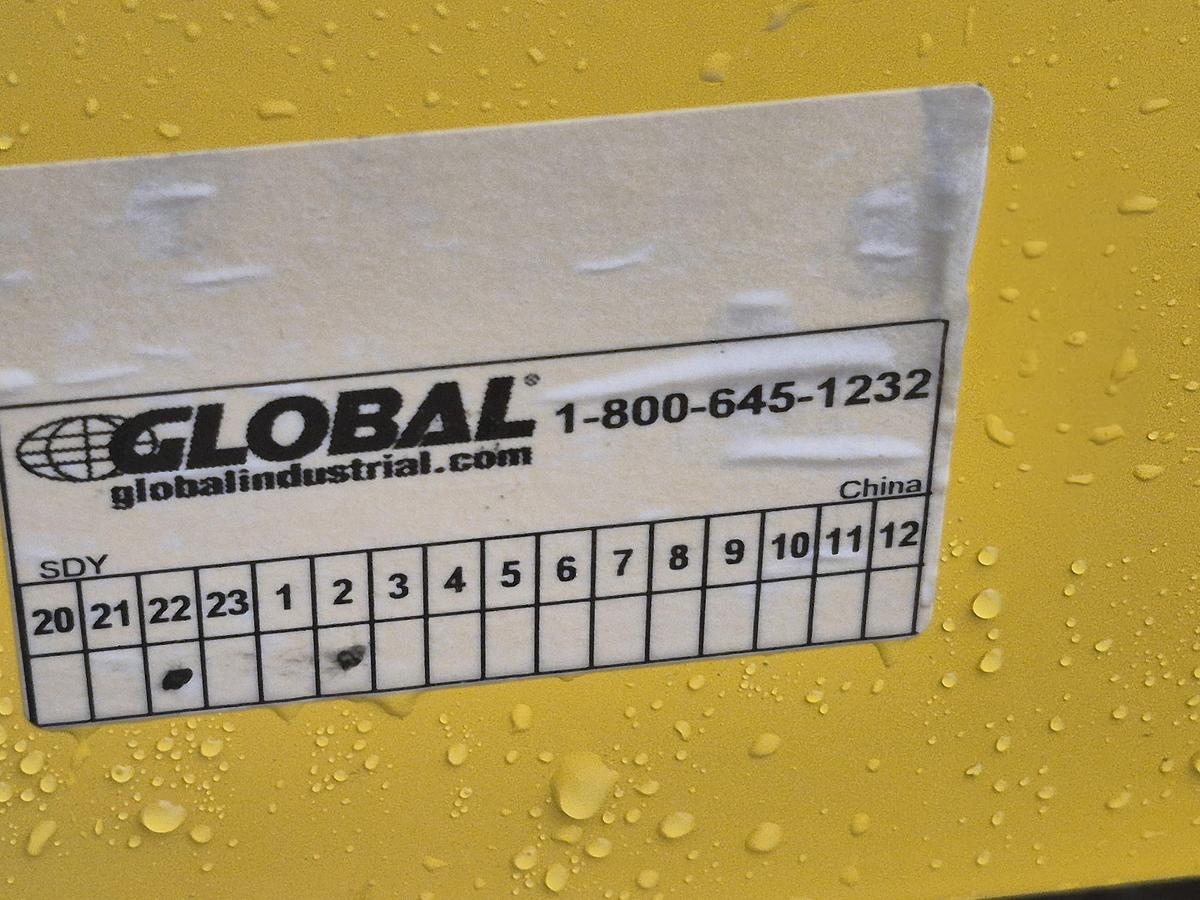 GLOBAL® 1-800-645-1232
globalindustrial.com
China
SDY
20 21 22 23 1 2 3 4 5 6 7 8 9 10 11 12